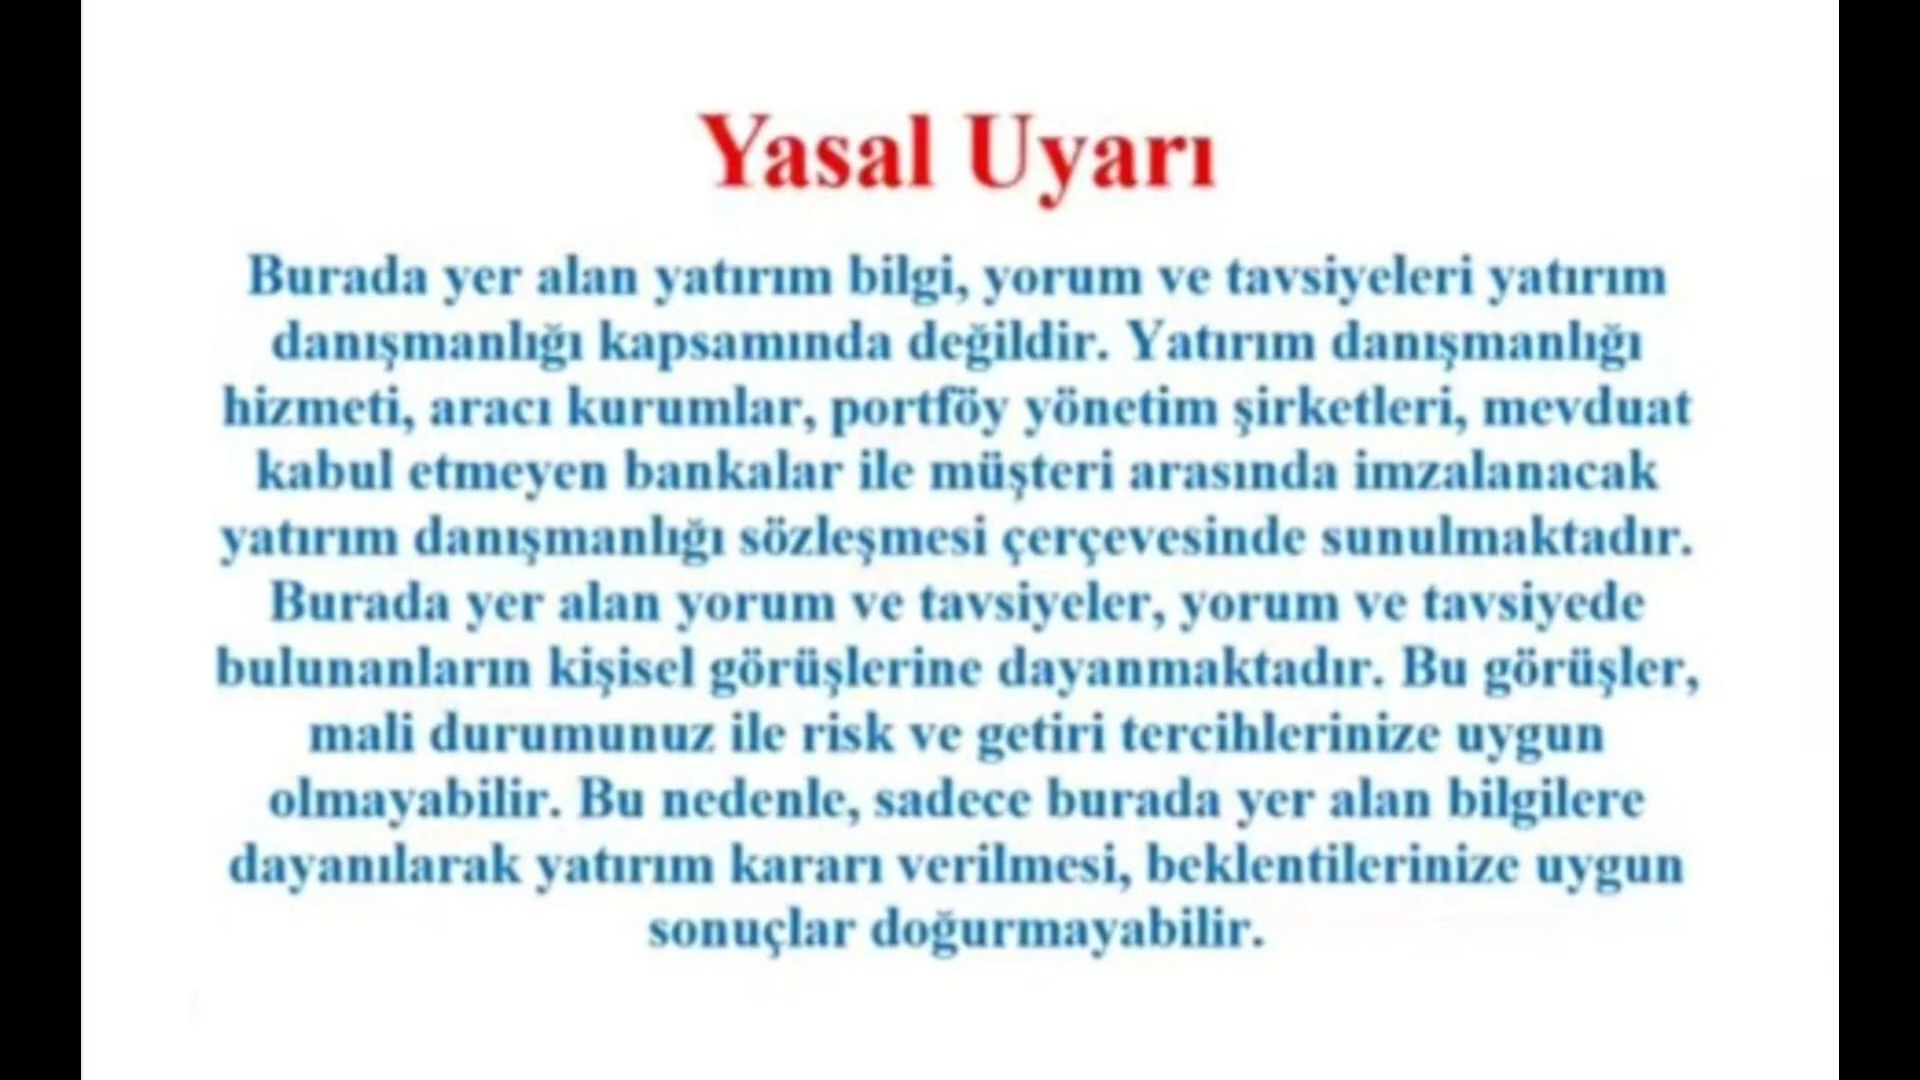 Yasal Uyarı
Burada yer alan yatırım bilgi, yorum ve tavsiyeleri yatırım
danışmanlığı kapsamında değildir. Yatırım danışmanlığı
hizmeti, aracı kurumlar, portföy yönetim şirketleri, mevduat
kabul etmeyen bankalar ile müşteri arasında imzalanacak
yatırım danışmanlığı sözleşmesi çerçevesinde sunulmaktadır.
Burada yer alan yorum ve tavsiyeler, yorum ve tavsiyede
bulunanların kişisel görüşlerine dayanmaktadır. Bu görüşler,
mali durumunuz ile risk ve getiri tercihlerinize uygun
olmayabilir. Bu nedenle, sadece burada yer alan bilgilere
dayanılarak yatırım kararı verilmesi, beklentilerinize uygun
sonuçlar doğurmayabilir.